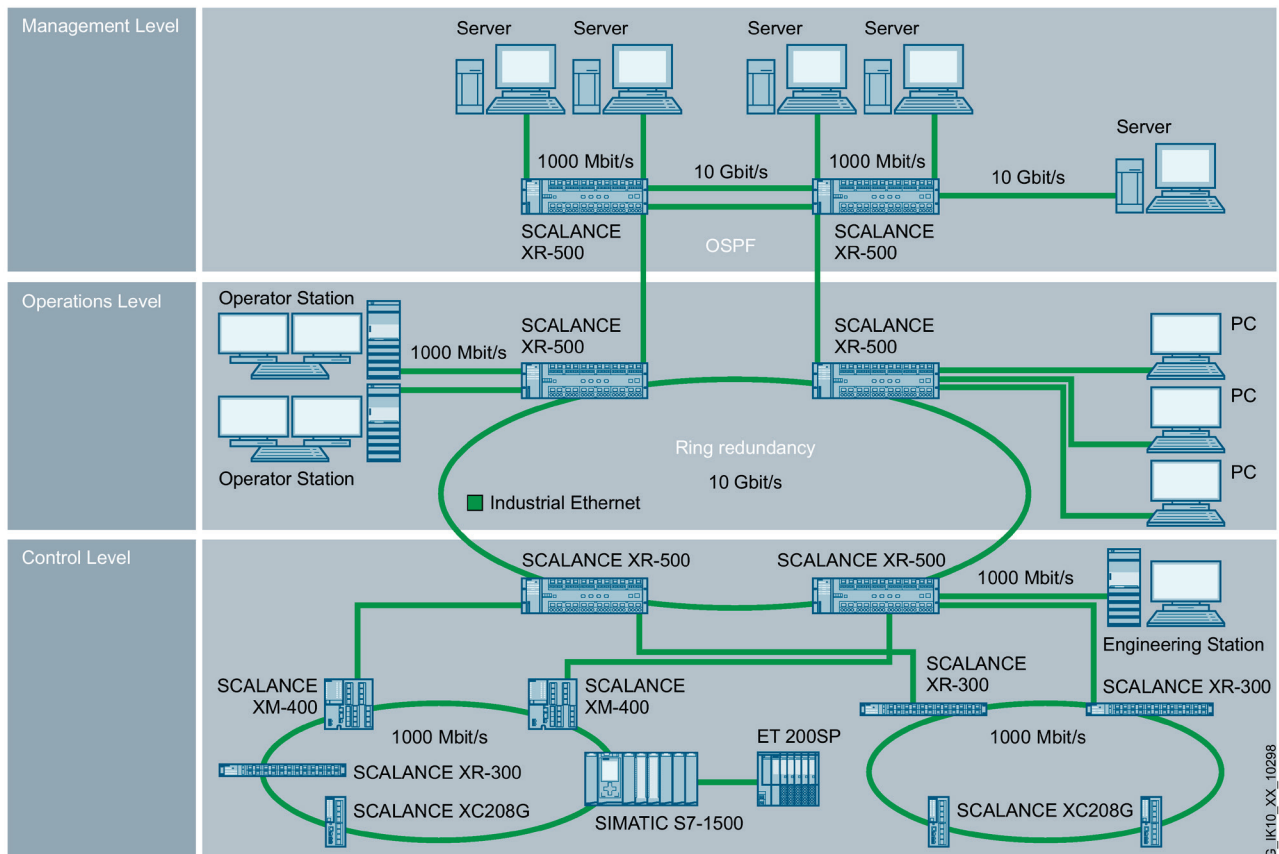 Management Level
Server
Server
Server
Server
Server
1000 Mbit/s
10 Gbit/s
1000 Mbit/s
10 Gbit/s
SCALANCE
XR-500
OSPF
SCALANCE
XR-500
Operations Level
Operator Station
1000 Mbit/s
SCALANCE
XR-500
SCALANCE
XR-500
PC
PC
PC
Operator Station
Ring redundancy
10 Gbit/s
Industrial Ethernet
Control Level
SCALANCE XR-500
SCALANCE XR-500
1000 Mbit/s
Engineering Station
SCALANCE
XM-400
SCALANCE
XM-400
SCALANCE
XR-300
SCALANCE XR-300
1000 Mbit/s
SCALANCE XR-300
SCALANCE XC208G
SIMATIC S7-1500
ET 200SP
1000 Mbit/s
SCALANCE XC208G
G_IK10_XX_10298